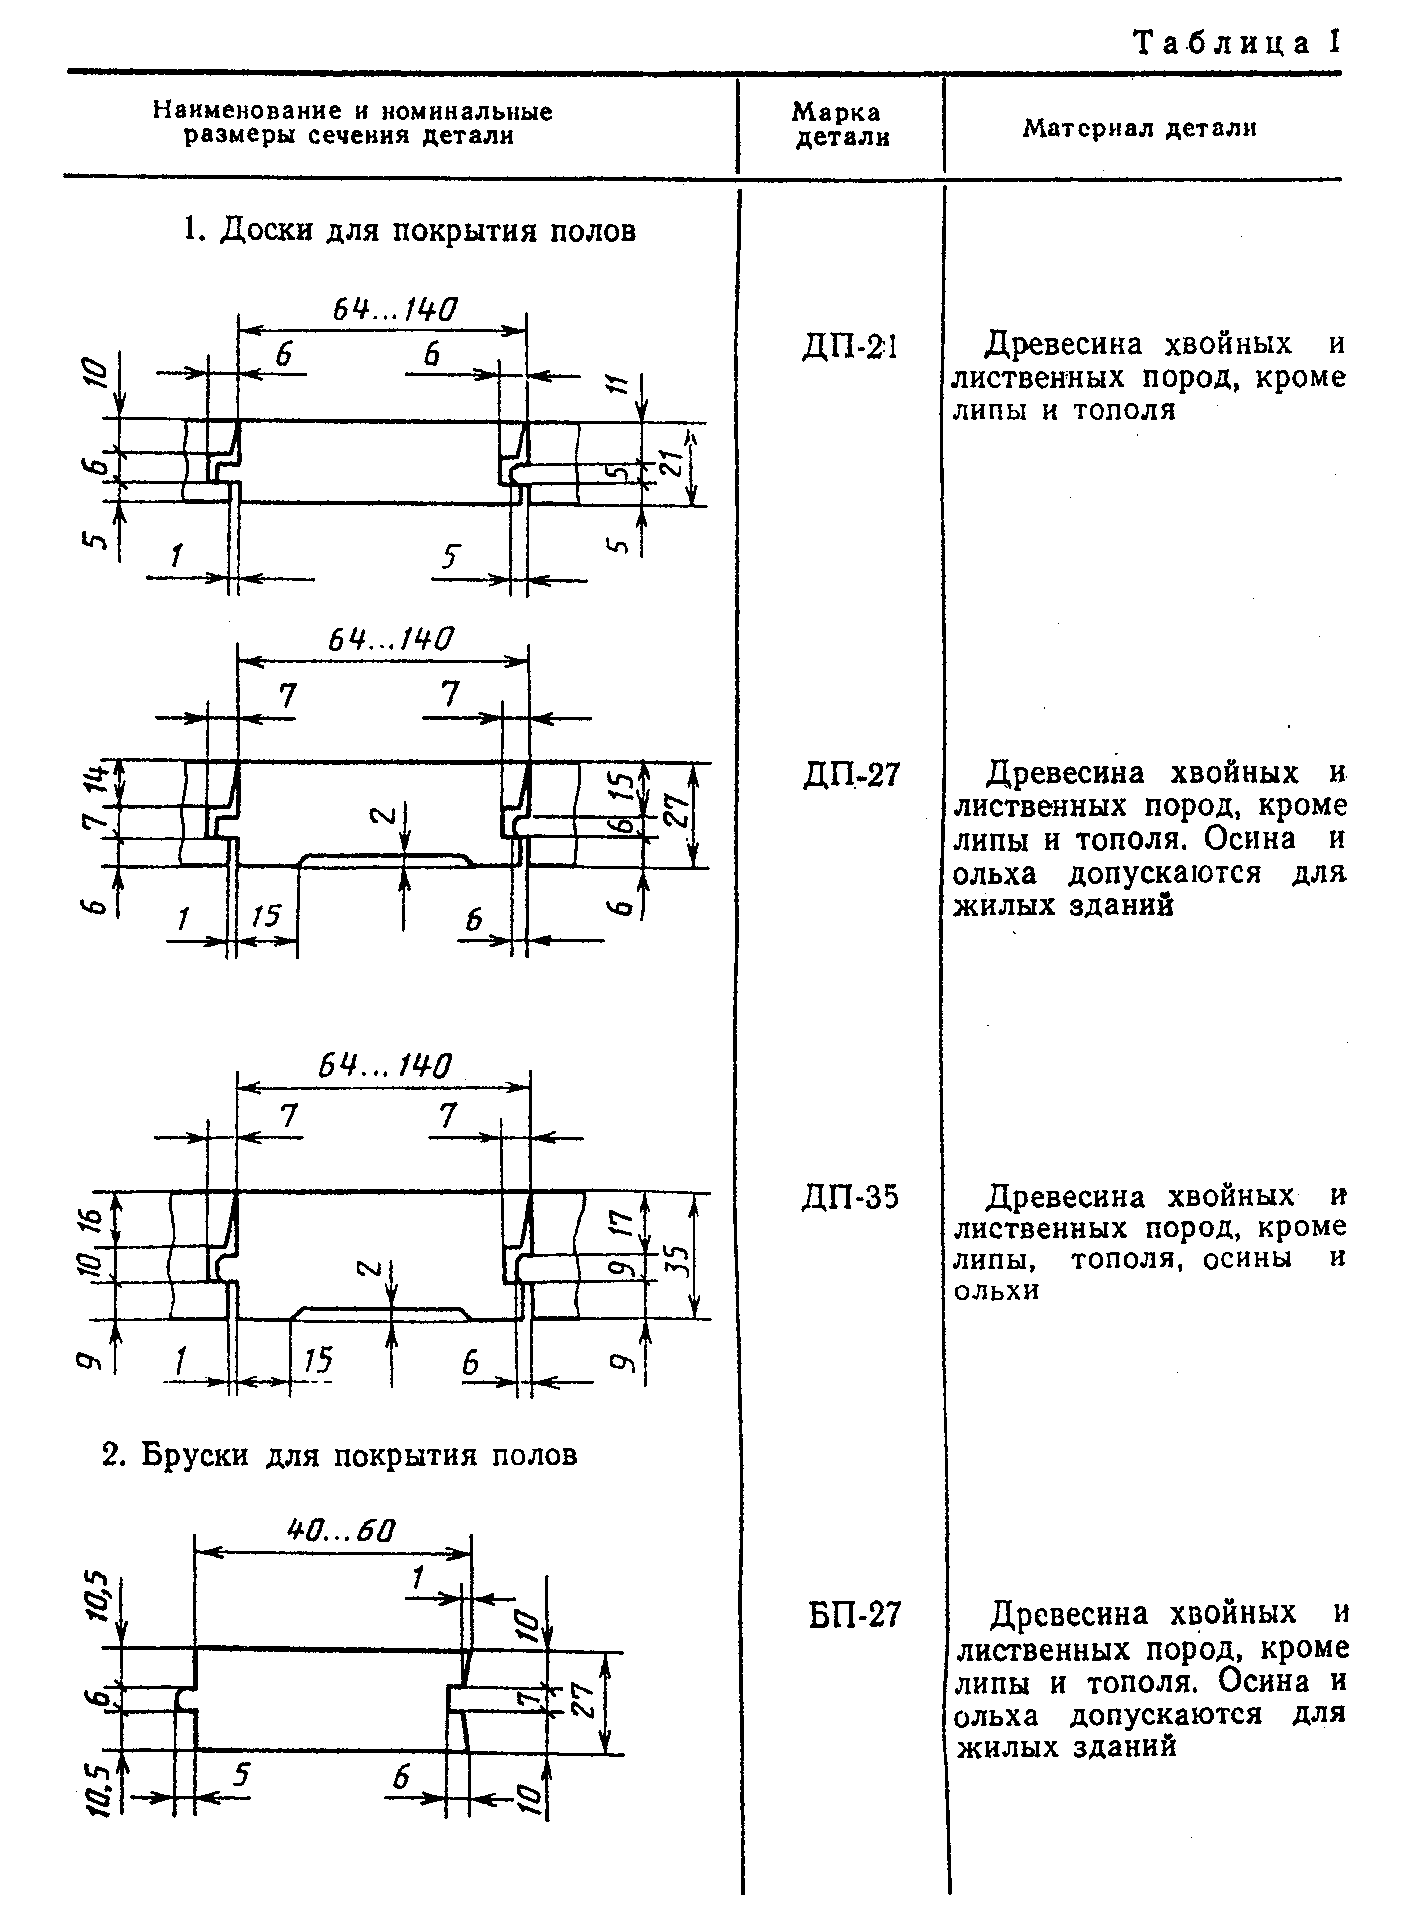 Таблица I
Наименование и номинальные
размеры сечения детали
Марка
детали
Материал детали
1. Доски для покрытия полов
64...140
6 6
10
11
6
5
21
5
5
1 5
ДП-21
Древесина хвойных и
лиственных пород, кроме
липы и тополя
64...140
7 7
14
15
7
2
6
27
6
6
1 15 6
ДП-27
Древесина хвойных и
лиственных пород, кроме
липы и тополя. Осина и
ольха допускаются для
жилых зданий
64...140
7 7
16
17
10
2
9
35
9
9
1 15 6
ДП-35
Древесина хвойных и
лиственных пород, кроме
липы, тополя, осины и
ольхи
2. Бруски для покрытия полов
40...60
1
10,5
10
6
7
27
10,5
5 6
10
БП-27
Древесина хвойных и
лиственных пород, кроме
липы и тополя. Осина и
ольха допускаются для
жилых зданий